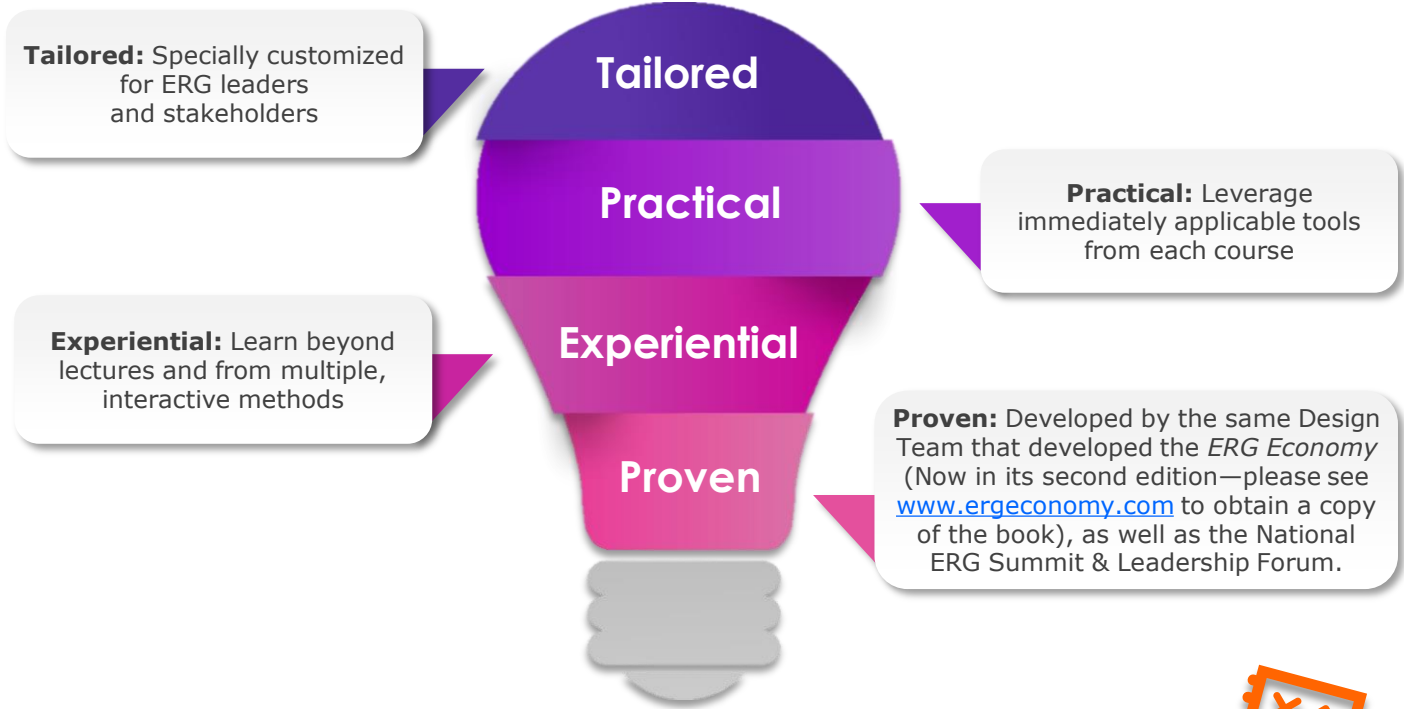 Tailored: Specially customized
for ERG leaders
and stakeholders
Tailored
Practical
Practical: Leverage
immediately applicable tools
from each course
Experiential: Learn beyond
lectures and from multiple,
interactive methods
Experiential
Proven
Proven: Developed by the same Design
Team that developed the ERG Economy
(Now in its second edition—please see
www.ergeconomy.com to obtain a copy
of the book), as well as the National
ERG Summit & Leadership Forum.